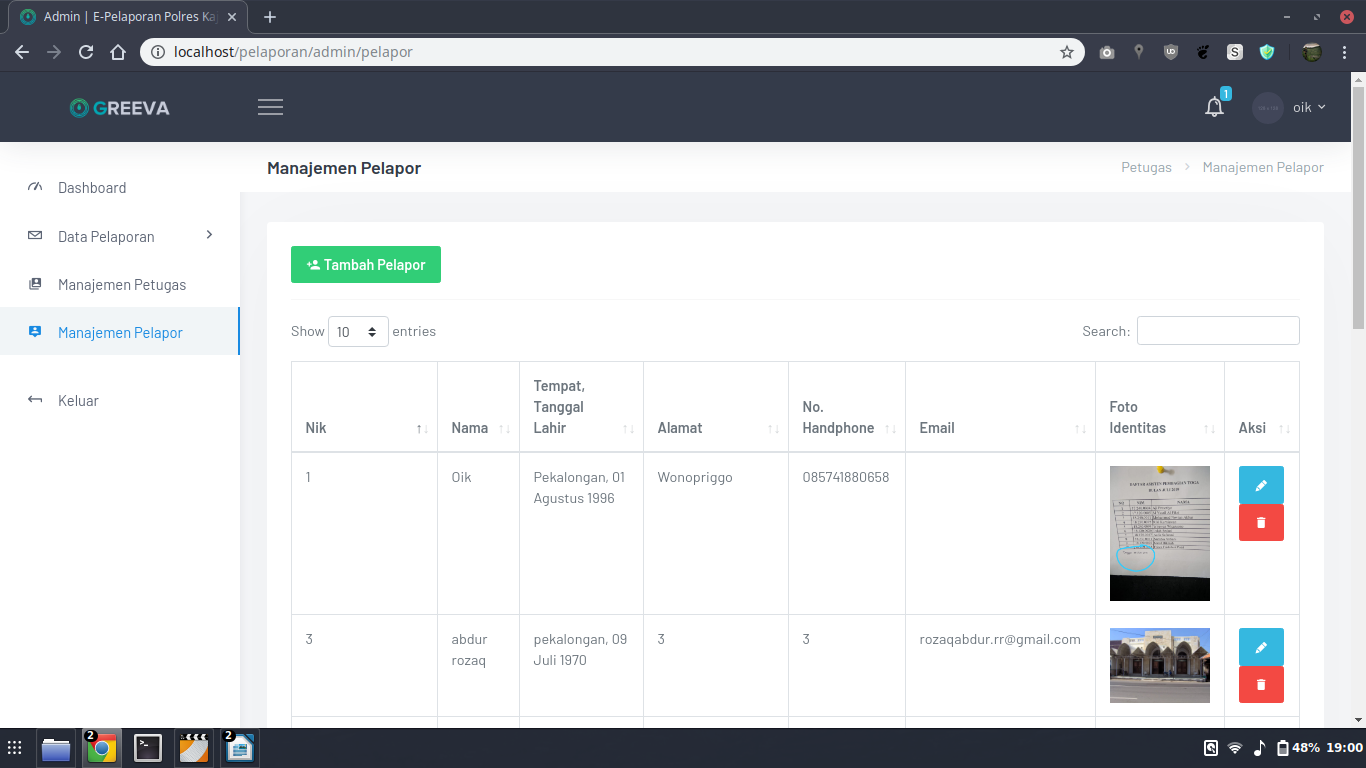 Admin | E-Pelaporan Polres Ka
localhost/pelaporan/admin/pelapor
GREEVA
1
oik
Manajemen Pelapor
Petugas > Manajemen Pelapor
Dashboard
Data Pelaporan
Manajemen Petugas
Manajemen Pelapor
Keluar
Tambah Pelapor
Show 10 entries
Search:
Nik Nama Tempat, Tanggal Lahir Alamat No. Handphone Email Foto Identitas Aksi
1 Oik Pekalongan, 01 Agustus 1996 Wonopriggo 085741880658
3 abdur rozaq pekalongan, 09 Juli 1970 3 3 rozaqabdur.rr@gmail.com
2
2
48% 19:00